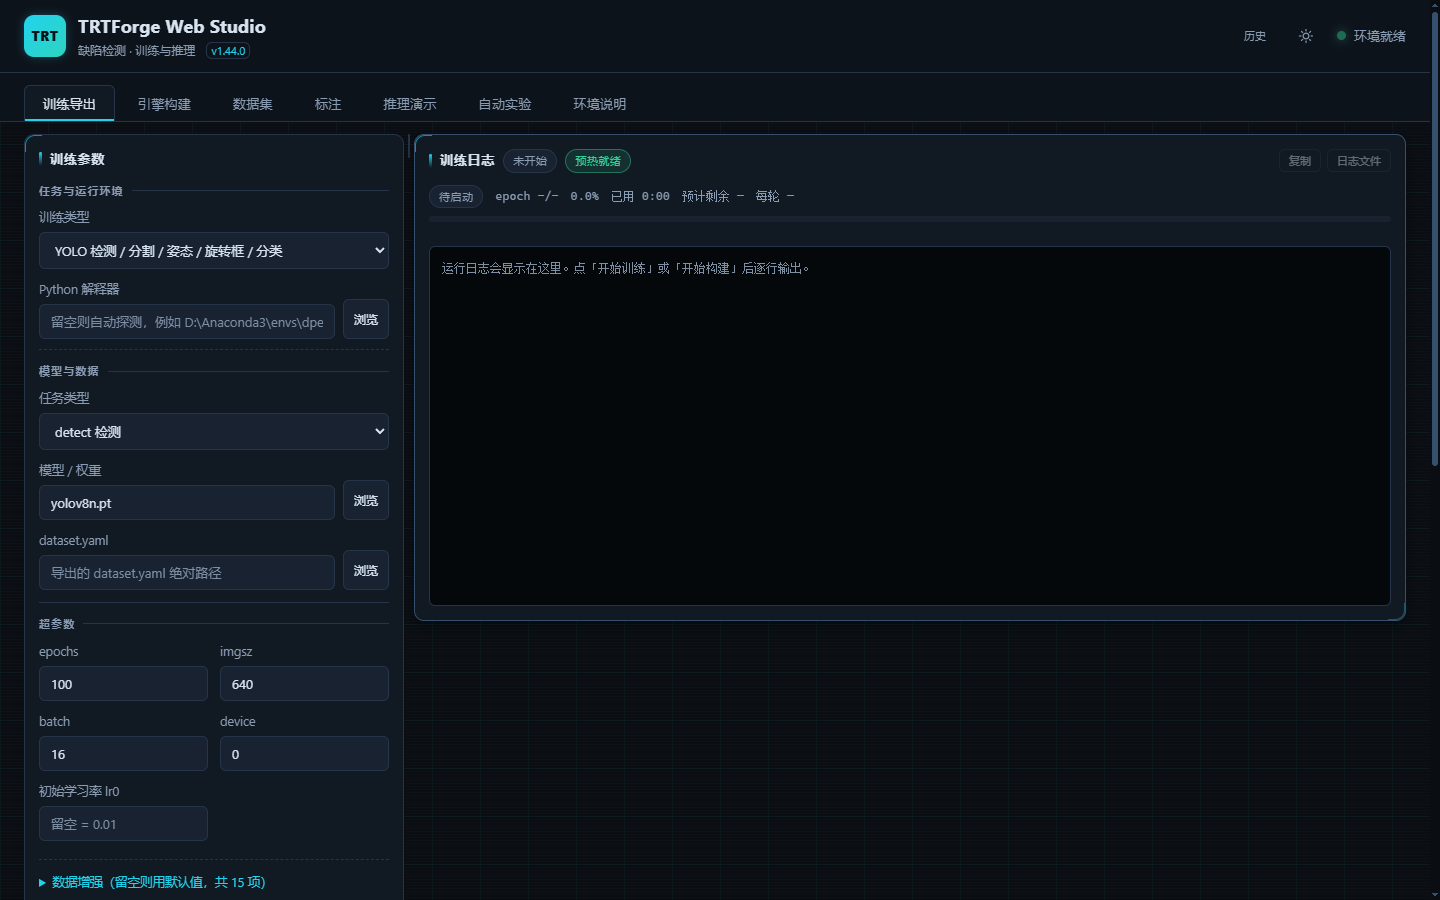 TRT
TRTForge Web Studio
缺陷检测 · 训练与推理 v1.44.0
历史
环境就绪
训练导出 引擎构建 数据集 标注 推理演示 自动实验 环境说明
训练参数
任务与运行环境
训练类型
YOLO 检测 / 分割 / 姿态 / 旋转框 / 分类
Python 解释器
留空则自动探测，例如 D:\Anaconda3\envs\dpe
浏览
模型与数据
任务类型
detect 检测
模型 / 权重
yolov8n.pt
浏览
dataset.yaml
导出的 dataset.yaml 绝对路径
浏览
超参数
epochs imgsz
100 640
batch device
16 0
初始学习率 lr0
留空 = 0.01
▶ 数据增强（留空则用默认值，共 15 项）
训练日志 未开始 预热就绪 复制 日志文件
待启动 epoch -/- 0.0% 已用 0:00 预计剩余 - 每轮 -
运行日志会显示在这里。点「开始训练」或「开始构建」后逐行输出。